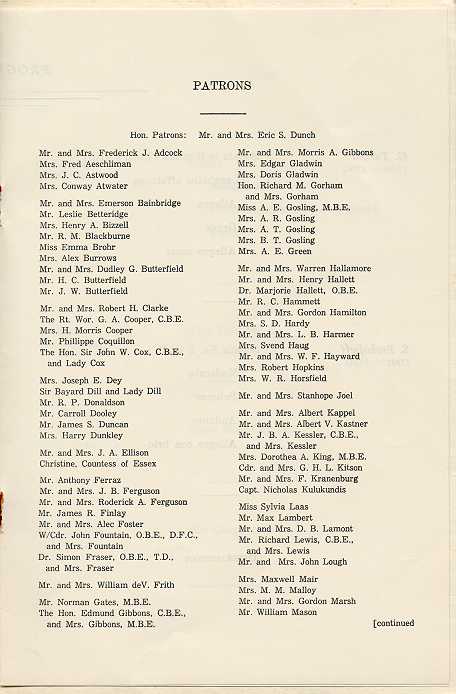 PATRONS
Hon. Patrons: Mr. and Mrs. Eric S. Dunch
Mr. and Mrs. Frederick J. Adcock
Mrs. Fred Aeschliman
Mrs. J. C. Astwood
Mrs. Conway Atwater
Mr. and Mrs. Emerson Bainbridge
Mr. Leslie Betteridge
Mrs. Henry A. Bizzell
Mr. R. M. Blackburne
Miss Emma Brohr
Mrs. Alex Burrows
Mr. and Mrs. Dudley G. Butterfield
Mr. H. C. Butterfield
Mr. J. W. Butterfield
Mr. and Mrs. Robert H. Clarke
The Rt. Wor. G. A. Cooper, C.B.E.
Mrs. H. Morris Cooper
Mr. Phillippe Coquillon
The Hon. Sir John W. Cox, C.B.E.,
and Lady Cox
Mrs. Joseph E. Dey
Sir Bayard Dill and Lady Dill
Mr. R. P. Donaldson
Mr. Carroll Dooley
Mr. James S. Duncan
Mrs. Harry Dunkley
Mr. and Mrs. J. A. Ellison
Christine, Countess of Essex
Mr. Anthony Ferraz
Mr. and Mrs. J. B. Ferguson
Mr. and Mrs. Roderick A. Ferguson
Mr. James R. Finlay
Mr. and Mrs. Alec Foster
W/Cdr. John Fountain, O.B.E., D.F.C.,
and Mrs. Fountain
Dr. Simon Fraser, O.B.E., T.D.,
and Mrs. Fraser
Mr. and Mrs. William deV. Frith
Mr. Norman Gates, M.B.E.
The Hon. Edmund Gibbons, C.B.E.,
and Mrs. Gibbons, M.B.E.
Mr. and Mrs. Morris A. Gibbons
Mrs. Edgar Gladwin
Mrs. Doris Gladwin
Hon. Richard M. Gorham
and Mrs. Gorham
Miss A. E. Gosling, M.B.E.
Mrs. A. R. Gosling
Mrs. A. T. Gosling
Mrs. B. T. Gosling
Mrs. A. E. Green
Mr. and Mrs. Warren Hallamore
Mr. and Mrs. Henry Hallett
Dr. Marjorie Hallett, O.B.E.
Mr. R. C. Hammett
Mr. and Mrs. Gordon Hamilton
Mrs. S. D. Hardy
Mr. and Mrs. L. B. Harmer
Mrs. Svend Haug
Mr. and Mrs. W. F. Hayward
Mrs. Robert Hopkins
Mrs. W. R. Horsfield
Mr. and Mrs. Stanhope Joel
Mr. and Mrs. Albert Kappel
Mr. and Mrs. Albert V. Kastner
Mr. J. B. A. Kessler, C.B.E.,
and Mrs. Kessler
Mrs. Dorothea A. King, M.B.E.
Cdr. and Mrs. G. H. L. Kitson
Mr. and Mrs. F. Kranenburg
Capt. Nicholas Kulukundis
Miss Sylvia Laas
Mr. Max Lambert
Mr. and Mrs. D. B. Lamont
Mr. Richard Lewis, C.B.E.,
and Mrs. Lewis
Mr. and Mrs. John Lough
Mrs. Maxwell Mair
Mrs. M. M. Malloy
Mr. and Mrs. Gordon Marsh
Mr. William Mason
[continued